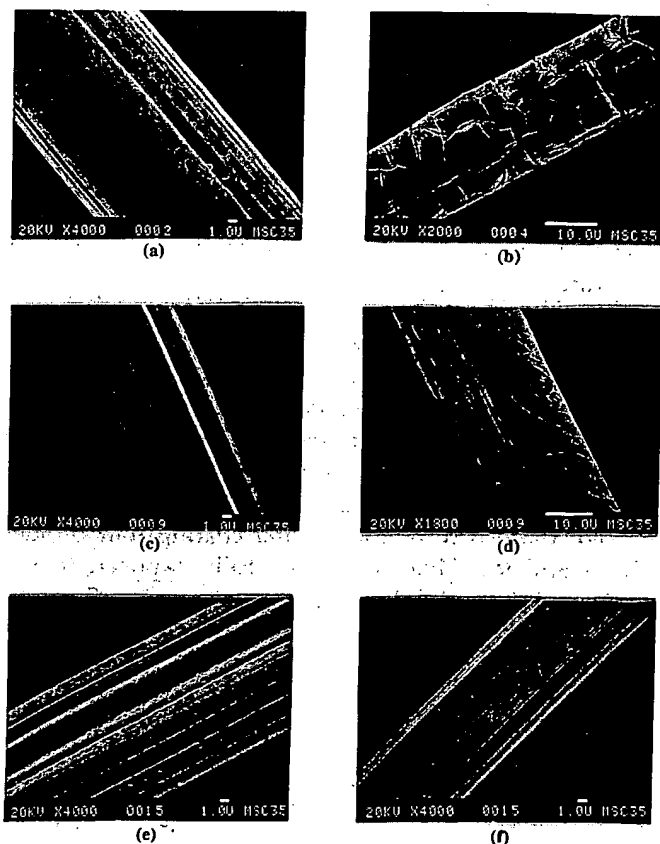 20KV X4000 0002 1.0U MSC35
(a)
20KV X2000 0004 10.0U MSC35
(b)
20KV X4000 0009 1.0U MSC35
(c)
20KV X1800 0009 10.0U MSC35
(d)
20KV X4000 0015 1.0U MSC35
(e)
20KV X4000 0015 1.0U MSC35
(f)